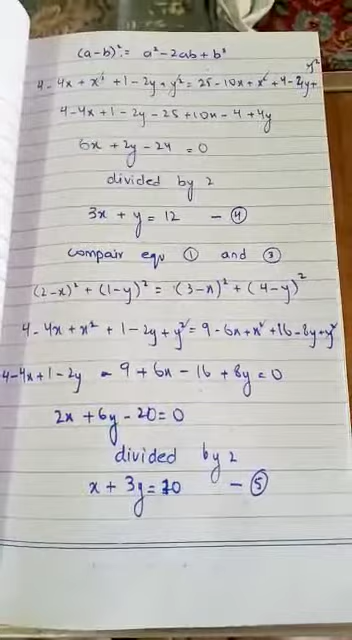 (a-b)² = a² - 2ab + b³
y²
4 - 4x + x² + 1 - 2y + y² = 25 - 10x + x² + 4 - 4y +
4 - 4x + 1 - 2y - 25 + 10x - 4 + 4y
6x + 2y - 24 = 0
divided by 2
3x + y = 12 - ④
Compair equ ① and ③
(2-x)² + (1-y)² = (3-x)² + (4-y)²
4 - 4x + x² + 1 - 2y + y² = 9 - 6x + x² + 16 - 8y + y²
4 - 4x + 1 - 2y - 9 + 6x - 16 + 8y = 0
2x + 6y - 20 = 0
divided by 2
x + 3y = 10 - ⑤